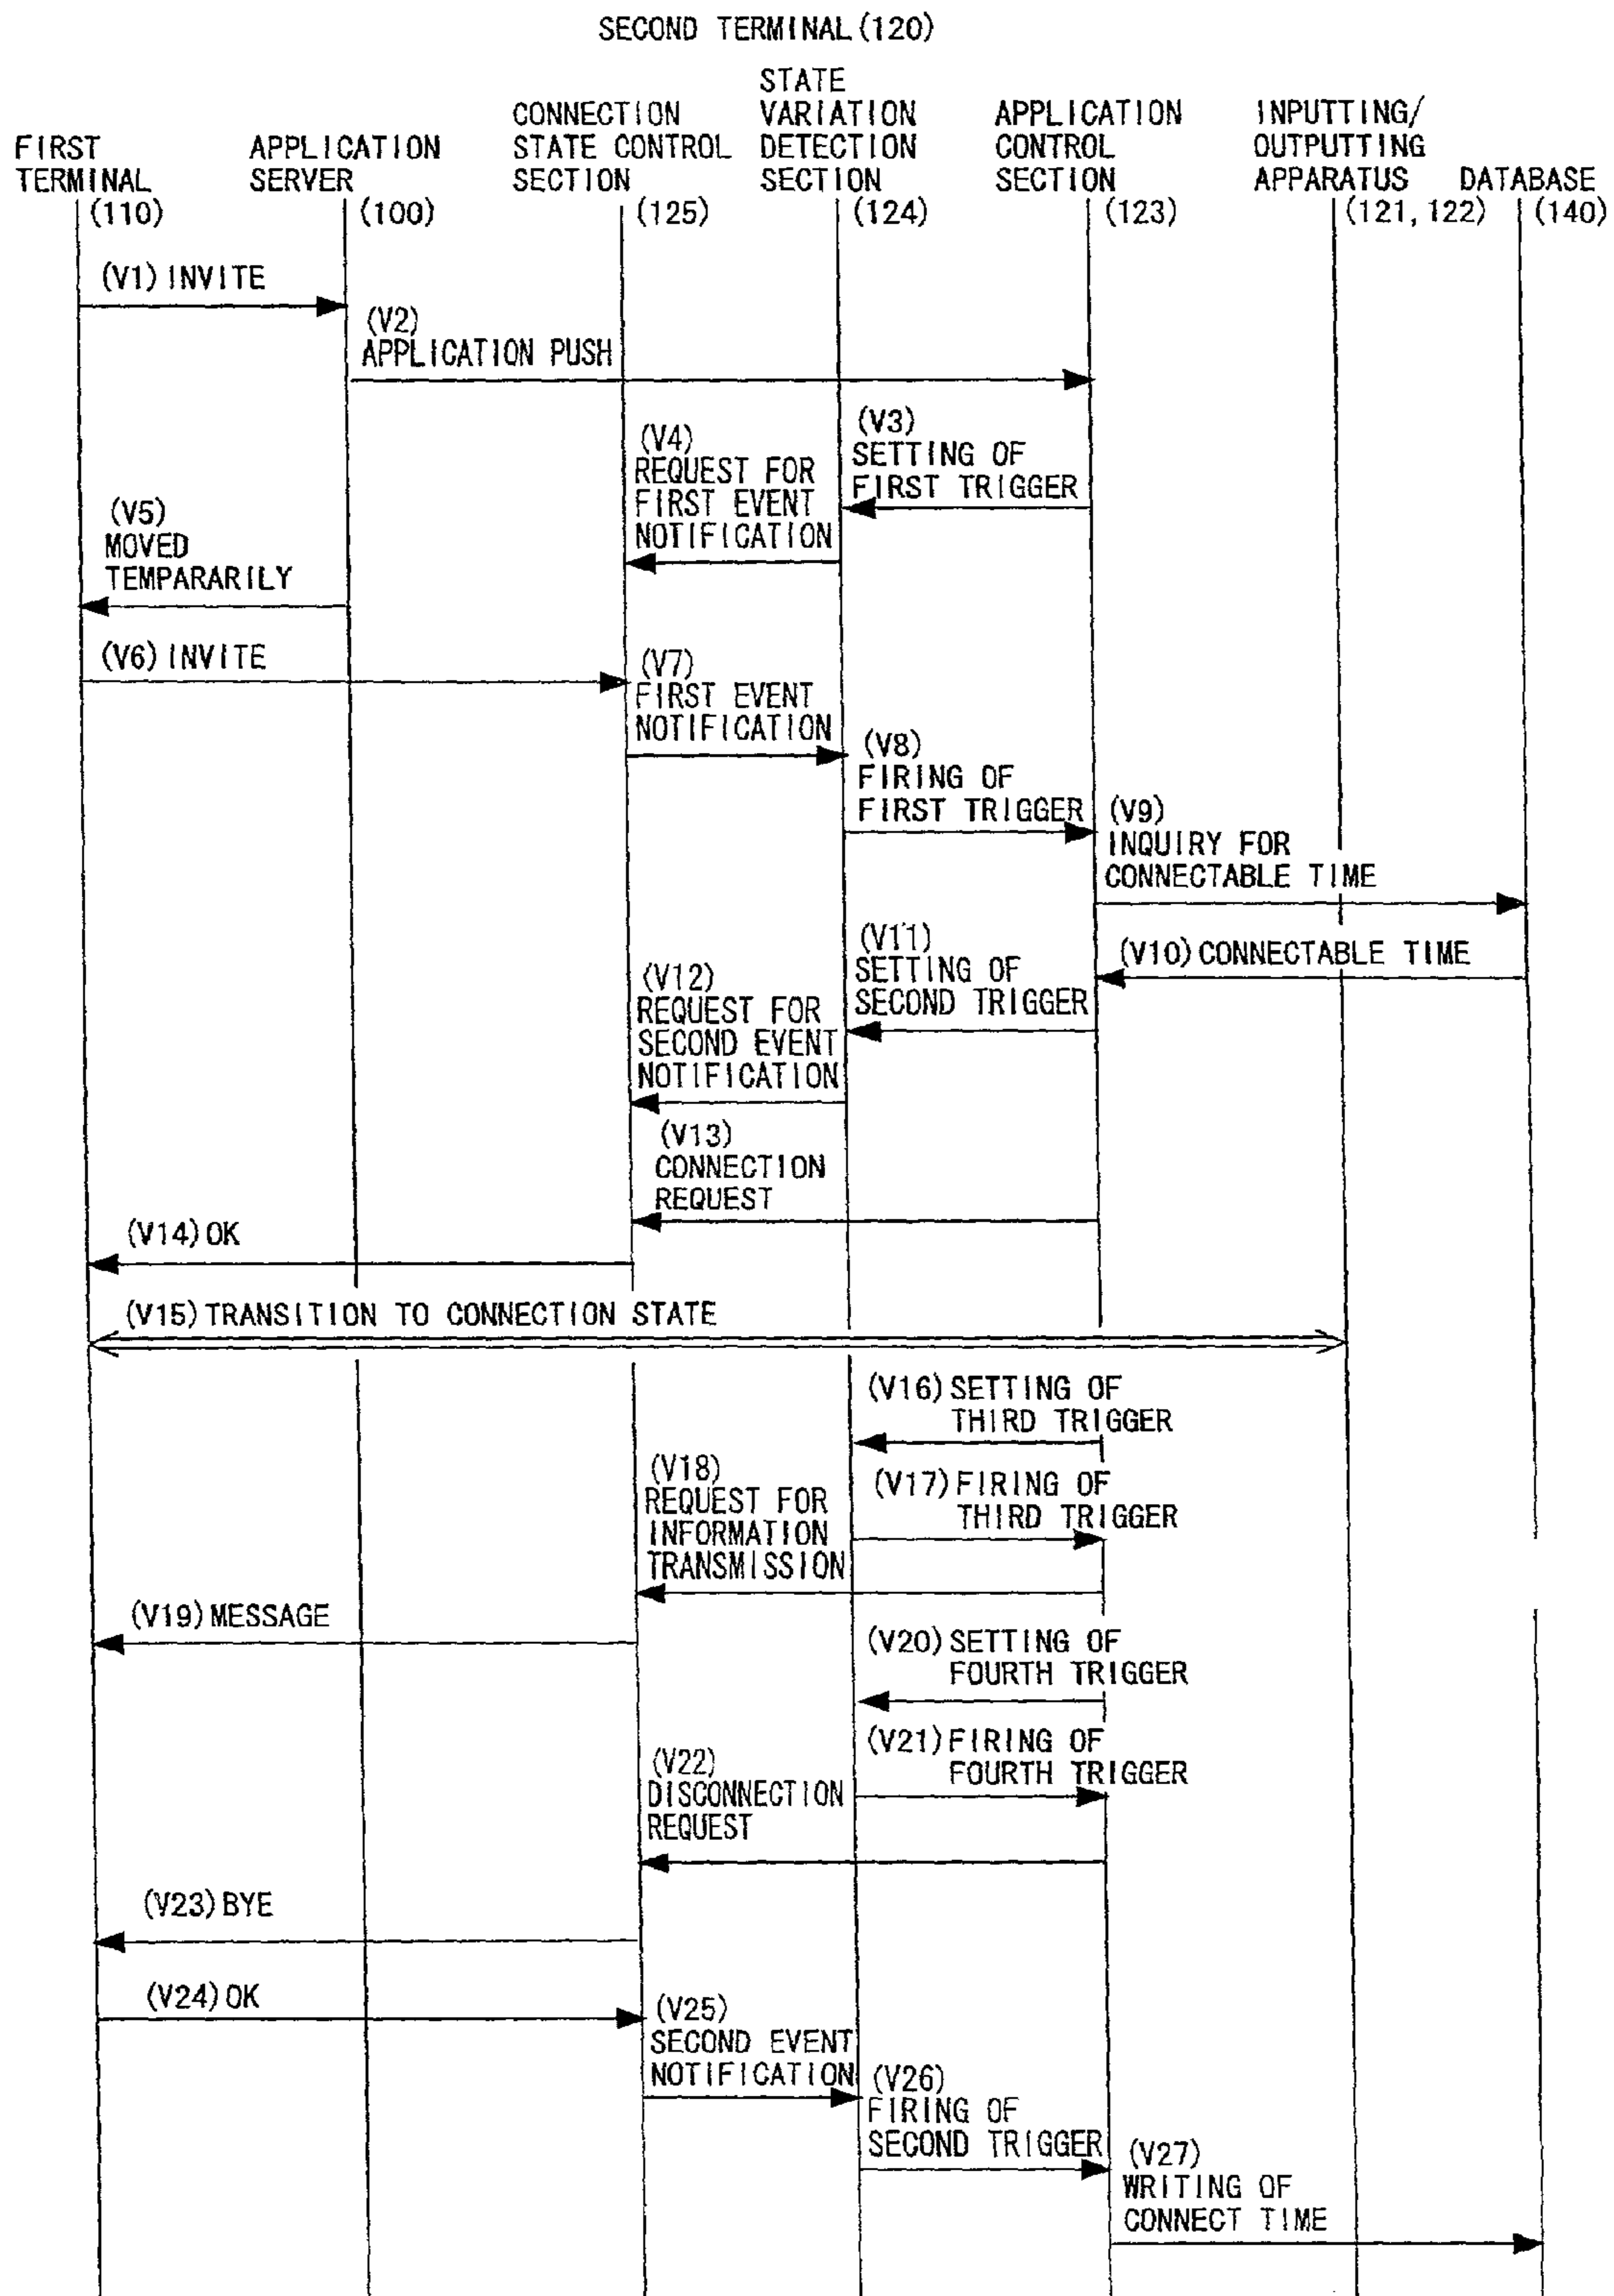 SECOND TERMINAL(120)
FIRST
TERMINAL
(110)
APPLICATION
SERVER
(100)
CONNECTION
STATE CONTROL
SECTION
(125)
STATE
VARIATION
DETECTION
SECTION
(124)
APPLICATION
CONTROL
SECTION
(123)
INPUTTING/
OUTPUTTING
APPARATUS
(121,122)
DATABASE
(140)
(V1)INVITE
(V2)
APPLICATION PUSH
(V3)
SETTING OF
FIRST TRIGGER
(V4)
REQUEST FOR
FIRST EVENT
NOTIFICATION
(V5)
MOVED
TEMPARARILY
(V6)INVITE
(V7)
FIRST EVENT
NOTIFICATION
(V8)
FIRING OF
FIRST TRIGGER
(V9)
INQUIRY FOR
CONNECTABLE TIME
(V10)CONNECTABLE TIME
(V11)
SETTING OF
SECOND TRIGGER
(V12)
REQUEST FOR
SECOND EVENT
NOTIFICATION
(V13)
CONNECTION
REQUEST
(V14)OK
(V15)TRANSITION TO CONNECTION STATE
(V16)SETTING OF
THIRD TRIGGER
(V17)FIRING OF
THIRD TRIGGER
(V18)
REQUEST FOR
INFORMATION
TRANSMISSION
(V19)MESSAGE
(V20)SETTING OF
FOURTH TRIGGER
(V21)FIRING OF
FOURTH TRIGGER
(V22)
DISCONNECTION
REQUEST
(V23)BYE
(V24)OK
(V25)
SECOND EVENT
NOTIFICATION
(V26)
FIRING OF
SECOND TRIGGER
(V27)
WRITING OF
CONNECT TIME